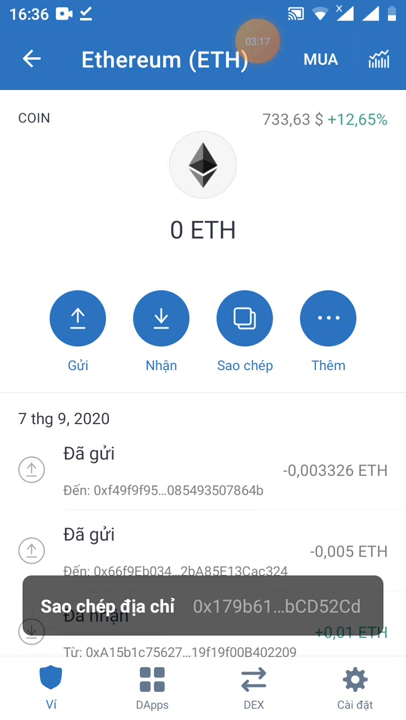 16:36
03:17
Ethereum (ETH)
MUA
COIN
733,63 $ +12,65%
0 ETH
Gửi
Nhận
Sao chép
Thêm
7 thg 9, 2020
Đã gửi
-0,003326 ETH
Đến: 0xf49f9f95...085493507864b
Đã gửi
-0,005 ETH
Đến: 0x66f9Eb034...2bA85E13Cac324
Sao chép địa chỉ 0x179b61...bCD52Cd
Đã nhận
+0,01 ETH
Từ: 0xA15b1c75627...19f19f00B402209
Ví
DApps
DEX
Cài đặt